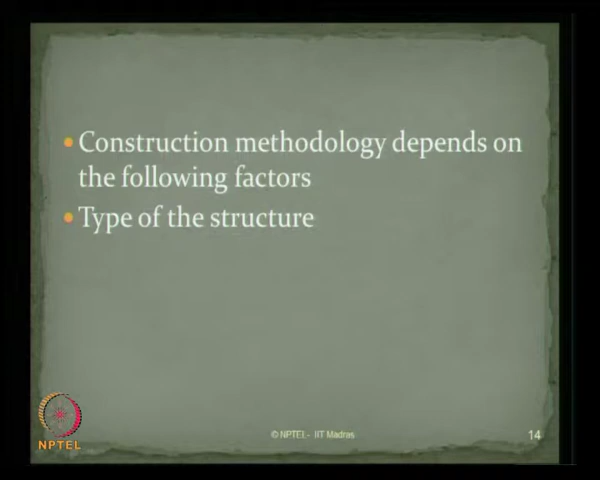 Construction methodology depends on
the following factors
Type of the structure
NPTEL
© NPTEL - IIT Madras
14